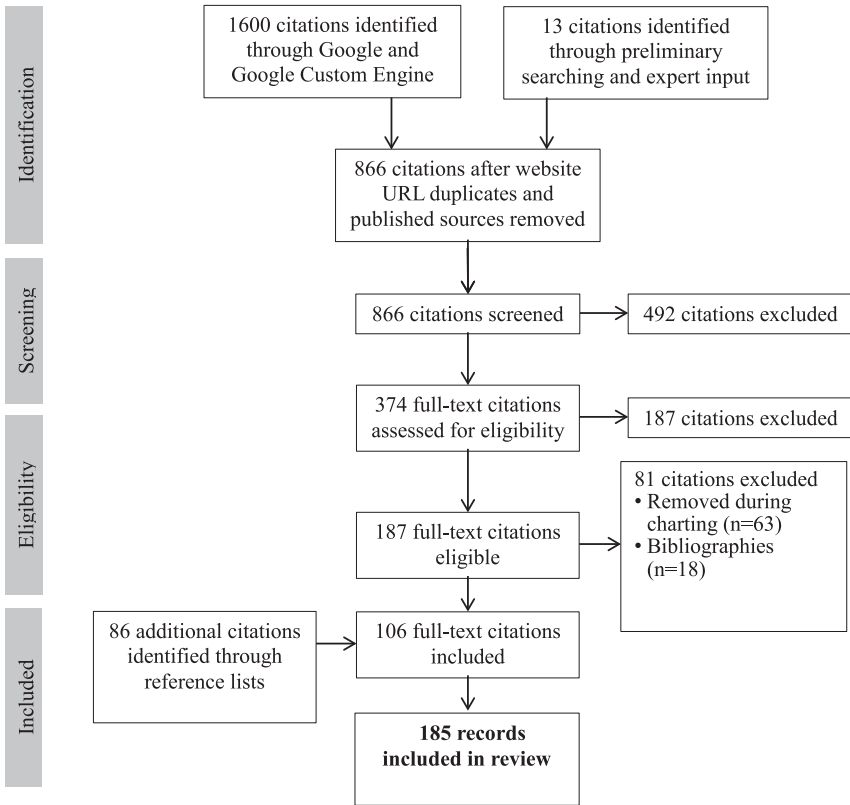 Identification
1600 citations identified
through Google and
Google Custom Engine
13 citations identified
through preliminary
searching and expert input
866 citations after website
URL duplicates and
published sources removed
Screening
866 citations screened
492 citations excluded
374 full-text citations
assessed for eligibility
187 citations excluded
Eligibility
187 full-text citations
eligible
81 citations excluded
• Removed during
charting (n=63)
• Bibliographies
(n=18)
Included
86 additional citations
identified through
reference lists
106 full-text citations
included
185 records
included in review